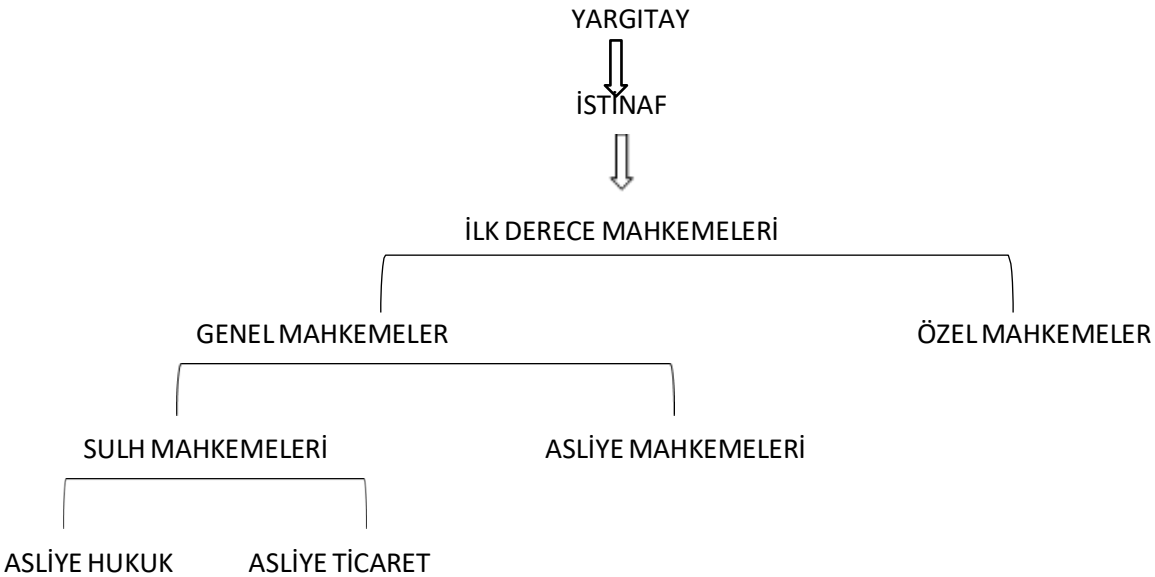 YARGITAY
İSTİNAF
İLK DERECE MAHKEMELERİ
GENEL MAHKEMELER
ÖZEL MAHKEMELER
SULH MAHKEMELERİ
ASLİYE MAHKEMELERİ
ASLİYE HUKUK
ASLİYE TİCARET